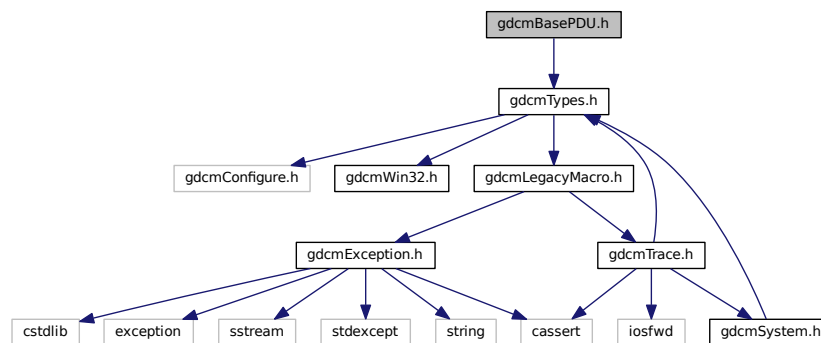 gdcmBasePDU.h
gdcmTypes.h
gdcmConfigure.h
gdcmWin32.h
gdcmLegacyMacro.h
gdcmException.h
gdcmTrace.h
cstdlib
exception
sstream
stdexcept
string
cassert
iosfwd
gdcmSystem.h